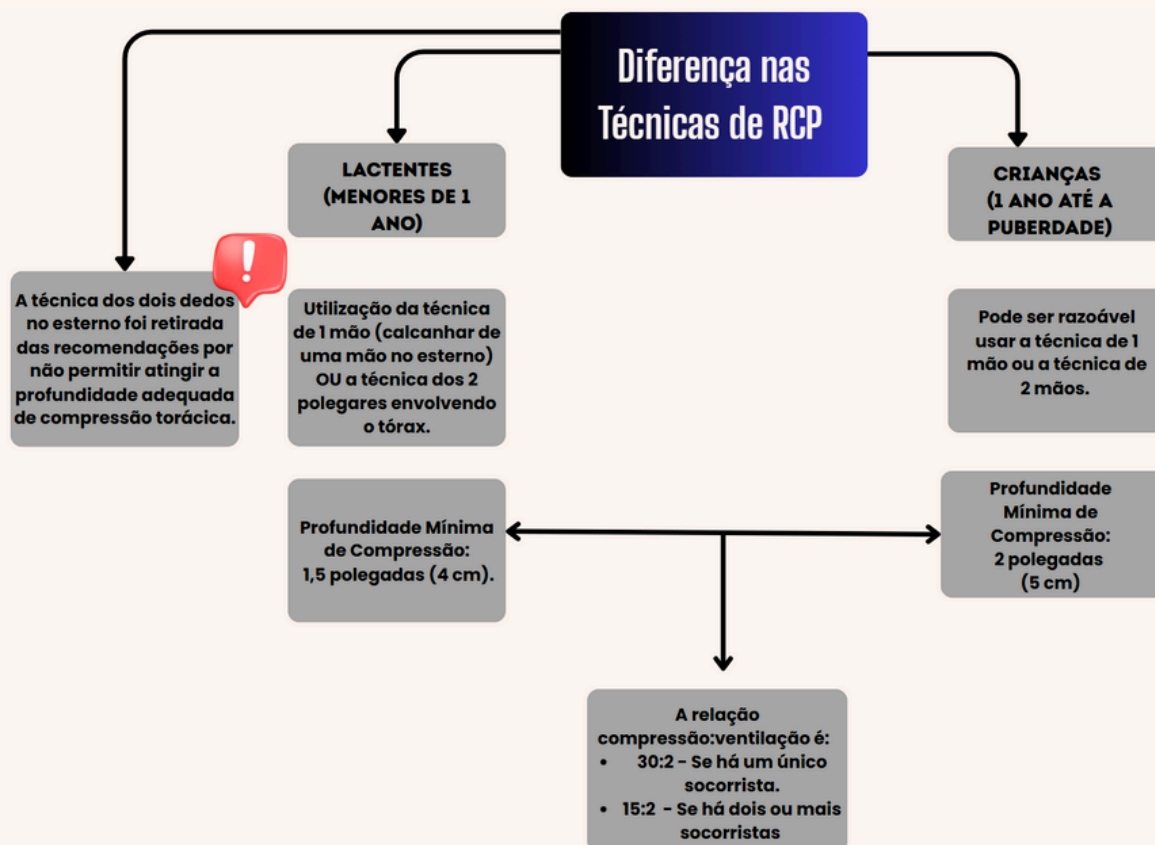 Diferença nas
Técnicas de RCP
LACTENTES
(MENORES DE 1
ANO)
CRIANÇAS
(1 ANO ATÉ A
PUBERDADE)
A técnica dos dois dedos
no esterno foi retirada
das recomendações por
não permitir atingir a
profundidade adequada
de compressão torácica.
Utilização da técnica
de 1 mão (calcanhar de
uma mão no esterno)
OU a técnica dos 2
polegares envolvendo
o tórax.
Pode ser razoável
usar a técnica de 1
mão ou a técnica de
2 mãos.
Profundidade Mínima
de Compressão:
1,5 polegadas (4 cm).
Profundidade
Mínima de
Compressão:
2 polegadas
(5 cm)
A relação
compressão:ventilação é:
• 30:2 - Se há um único
socorrista.
• 15:2 - Se há dois ou mais
socorristas